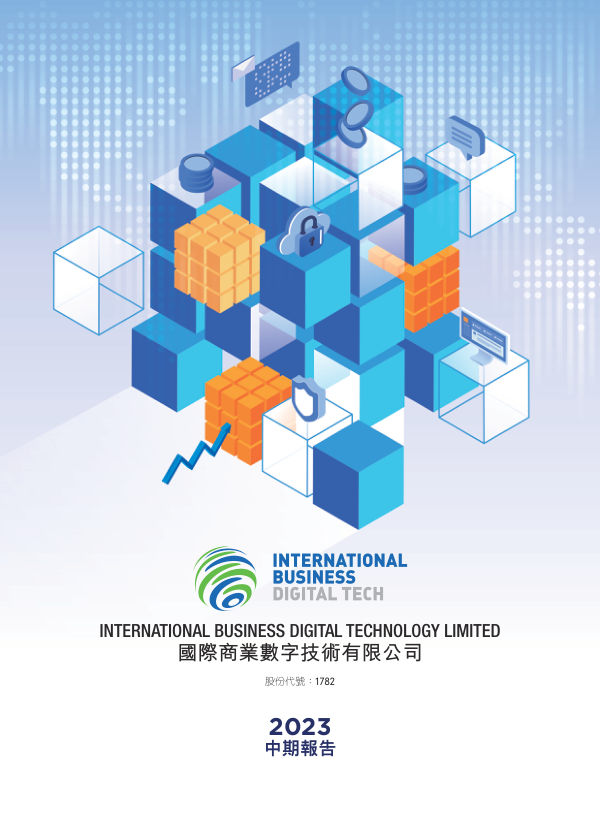 INTERNATIONAL
BUSINESS
DIGITAL TECH
INTERNATIONAL BUSINESS DIGITAL TECHNOLOGY LIMITED
國際商業數字技術有限公司
股份代號：1782
2023
中期報告